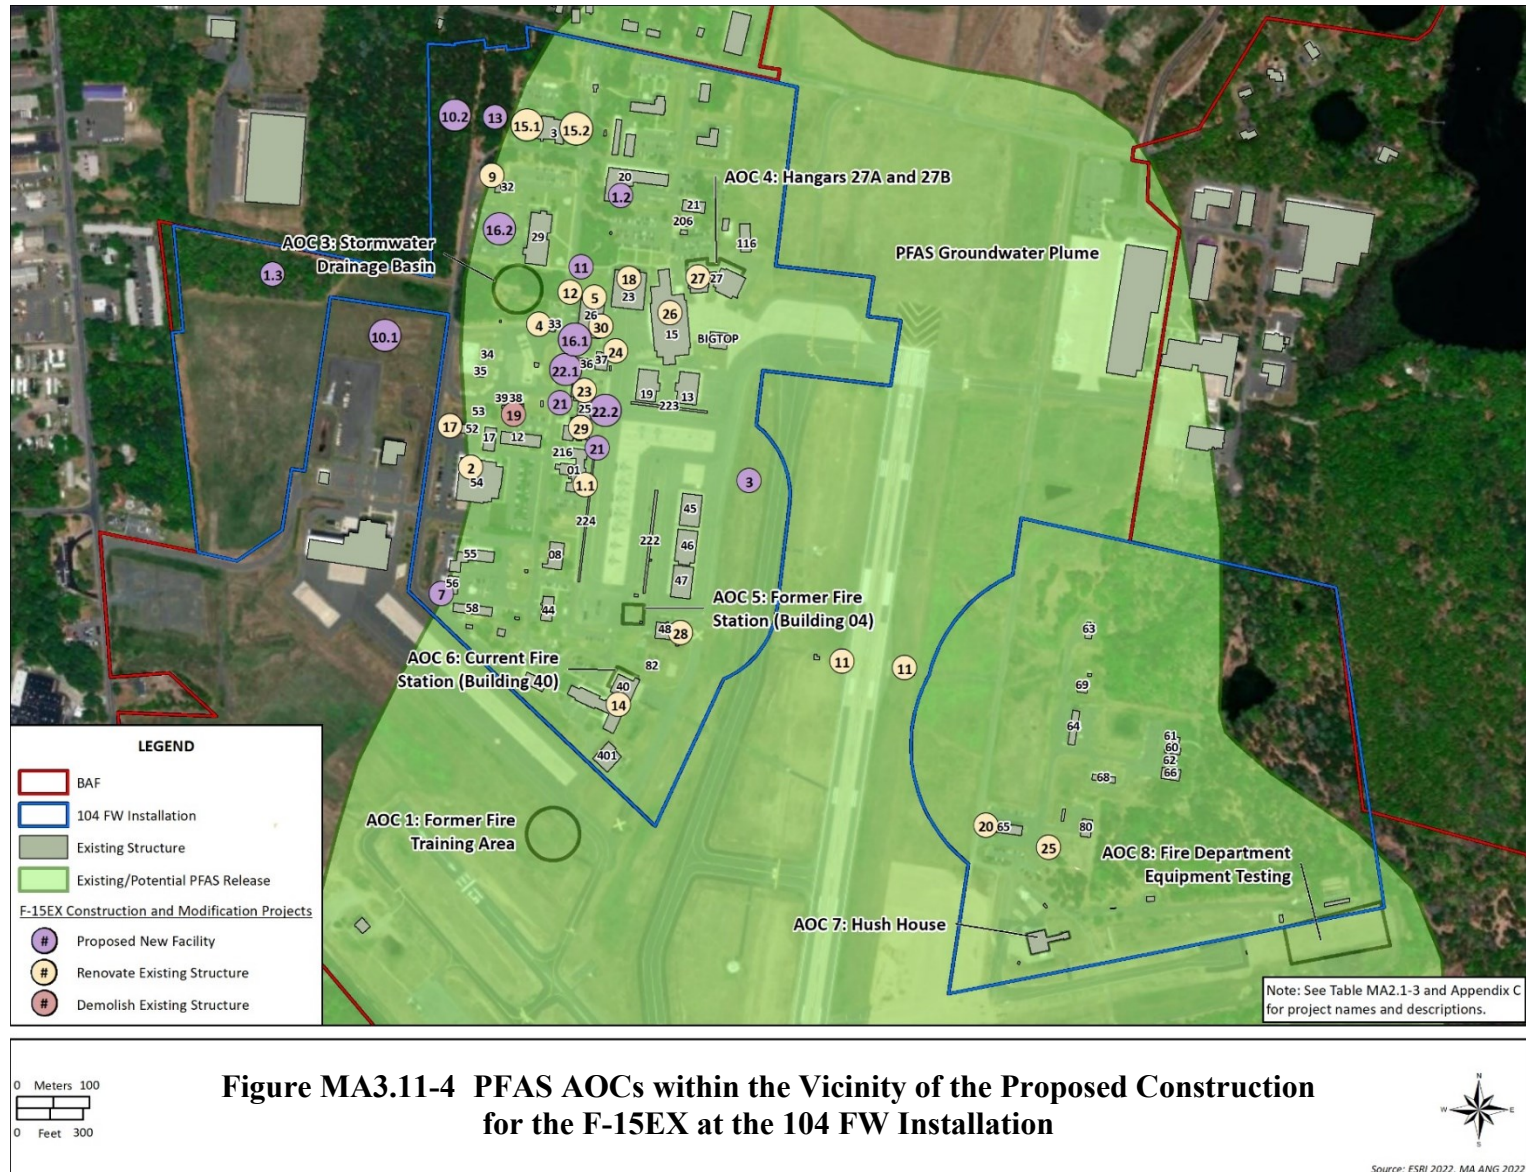 10.2
13
15.1
3
15.2
9
32
20
1.2
AOC 4: Hangars 27A and 27B
21
206
116
16.2
29
AOC 3: Stormwater
Drainage Basin
PFAS Groundwater Plume
1.3
11
18
27
27
12
5
23
26
26
4
33
30
15
BIGTOP
10.1
16.1
24
34
36
37
35
22.1
23
19
13
39
38
21
25
22.2
223
53
19
17
52
17
12
29
216
21
2
54
01
1.1
3
224
45
222
46
55
08
47
56
7
58
44
AOC 5: Former Fire
Station (Building 04)
48
28
63
AOC 6: Current Fire
Station (Building 40)
82
11
11
40
69
14
64
401
61
60
62
66
68
AOC 1: Former Fire
Training Area
20
65
80
25
AOC 8: Fire Department
Equipment Testing
AOC 7: Hush House
LEGEND
BAF
104 FW Installation
Existing Structure
Existing/Potential PFAS Release
F-15EX Construction and Modification Projects
# Proposed New Facility
# Renovate Existing Structure
# Demolish Existing Structure
Note: See Table MA2.1-3 and Appendix C
for project names and descriptions.
0 Meters 100
0 Feet 300
Figure MA3.11-4 PFAS AOCs within the Vicinity of the Proposed Construction
for the F-15EX at the 104 FW Installation
N
W
E
S
Source: ESRI 2022, MA ANG 2022